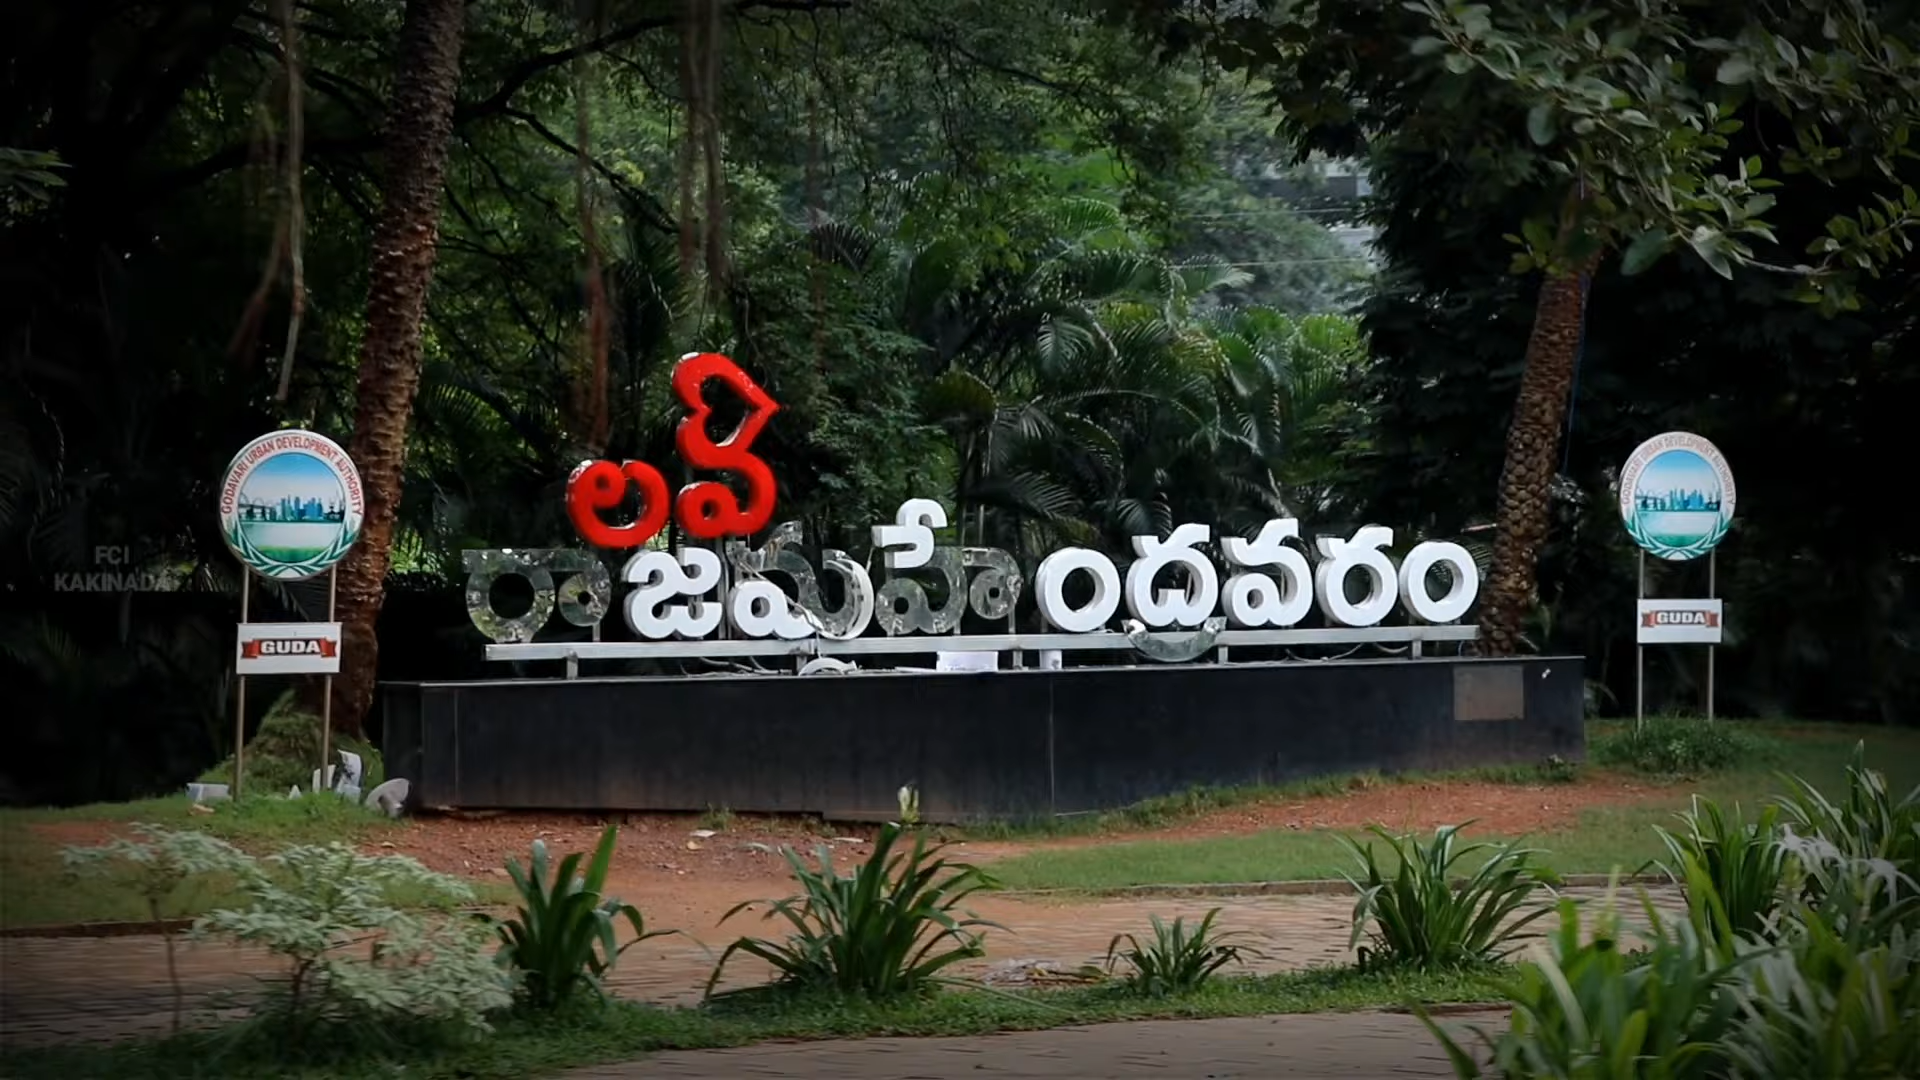 లవ్
రాజమహేంద్రవరం
GODAVARI URBAN DEVELOPMENT AUTHORITY
GUDA
GODAVARI URBAN DEVELOPMENT AUTHORITY
GUDA
FCI
KAKINADA